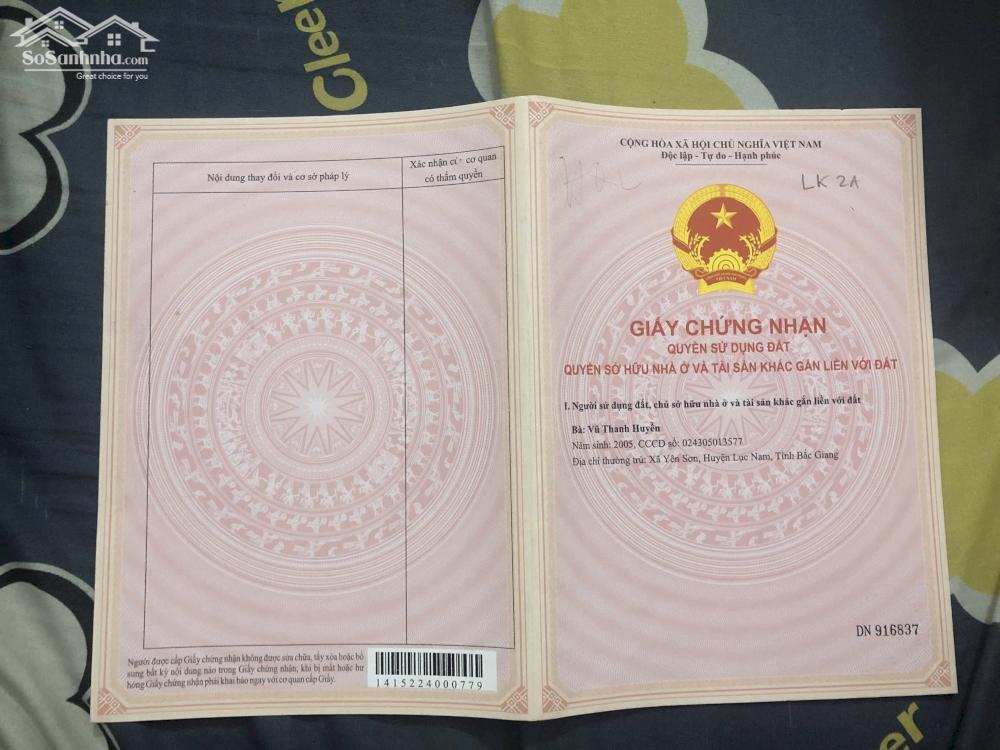 SoSanhnha.com
Great choice for you
Nội dung thay đổi và cơ sở pháp lý
Xác nhận của cơ quan
có thẩm quyền
Người được cấp Giấy chứng nhận không được sửa chữa, tẩy xóa hoặc bổ
sung bất kỳ nội dung nào trong Giấy chứng nhận; khi bị mất hoặc hư
hỏng Giấy chứng nhận phải khai báo ngay với cơ quan cấp Giấy.
1415224000779
CỘNG HÒA XÃ HỘI CHỦ NGHĨA VIỆT NAM
Độc lập - Tự do - Hạnh phúc
LK 2A
VIỆT NAM
GIẤY CHỨNG NHẬN
QUYỀN SỬ DỤNG ĐẤT
QUYỀN SỞ HỮU NHÀ Ở VÀ TÀI SẢN KHÁC GẮN LIỀN VỚI ĐẤT
I. Người sử dụng đất, chủ sở hữu nhà ở và tài sản khác gắn liền với đất
Bà: Vũ Thanh Huyền
Năm sinh: 2005, CCCD số: 024305013577
Địa chỉ thường trú: Xã Yên Sơn, Huyện Lục Nam, Tỉnh Bắc Giang
DN 916837